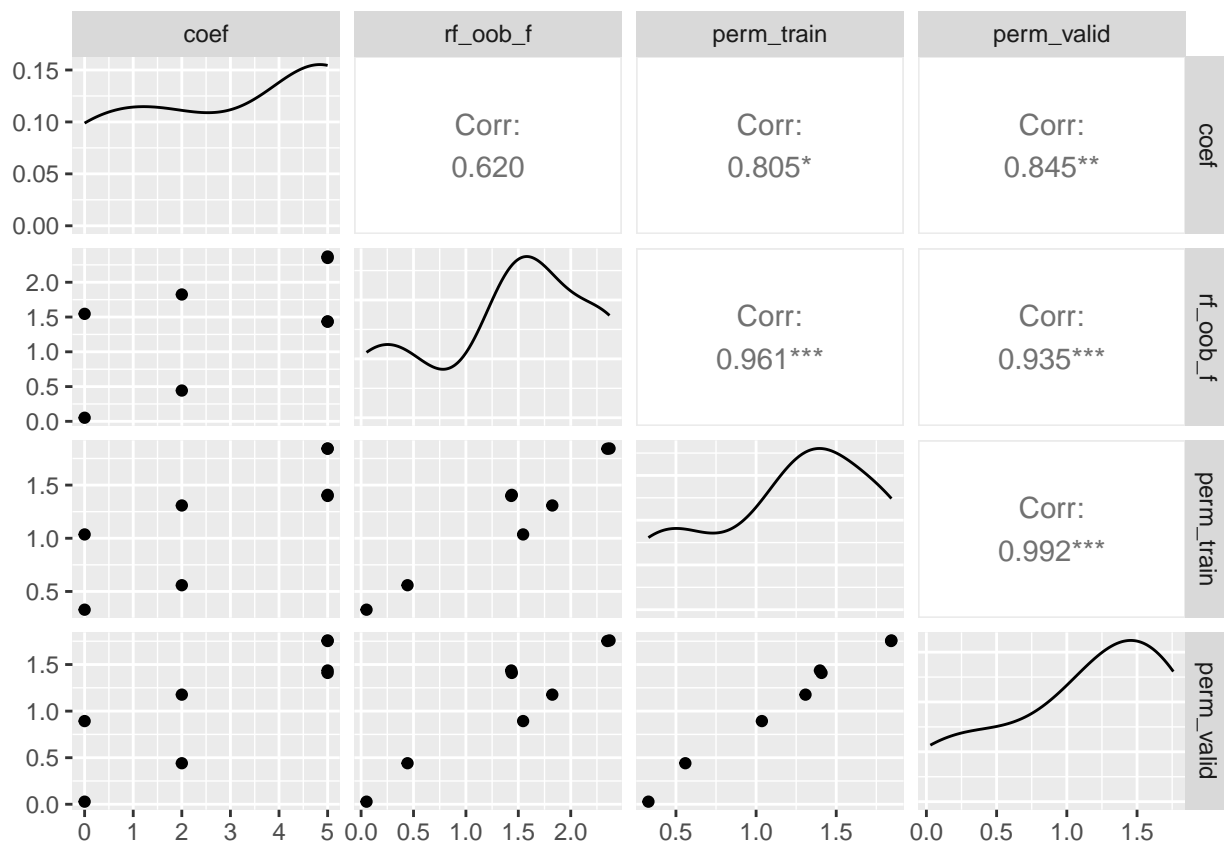 coef
rf_oob_f
perm_train
perm_valid
0.15
0.10
0.05
0.00
Corr:
0.620
Corr:
0.805*
Corr:
0.845**
coef
2.0
1.5
1.0
0.5
0.0
Corr:
0.961***
Corr:
0.935***
rf_oob_f
1.5
1.0
0.5
Corr:
0.992***
perm_train
1.5
1.0
0.5
0.0
perm_valid
0 1 2 3 4 5
0.0 0.5 1.0 1.5 2.0
0.5 1.0 1.5
0.0 0.5 1.0 1.5